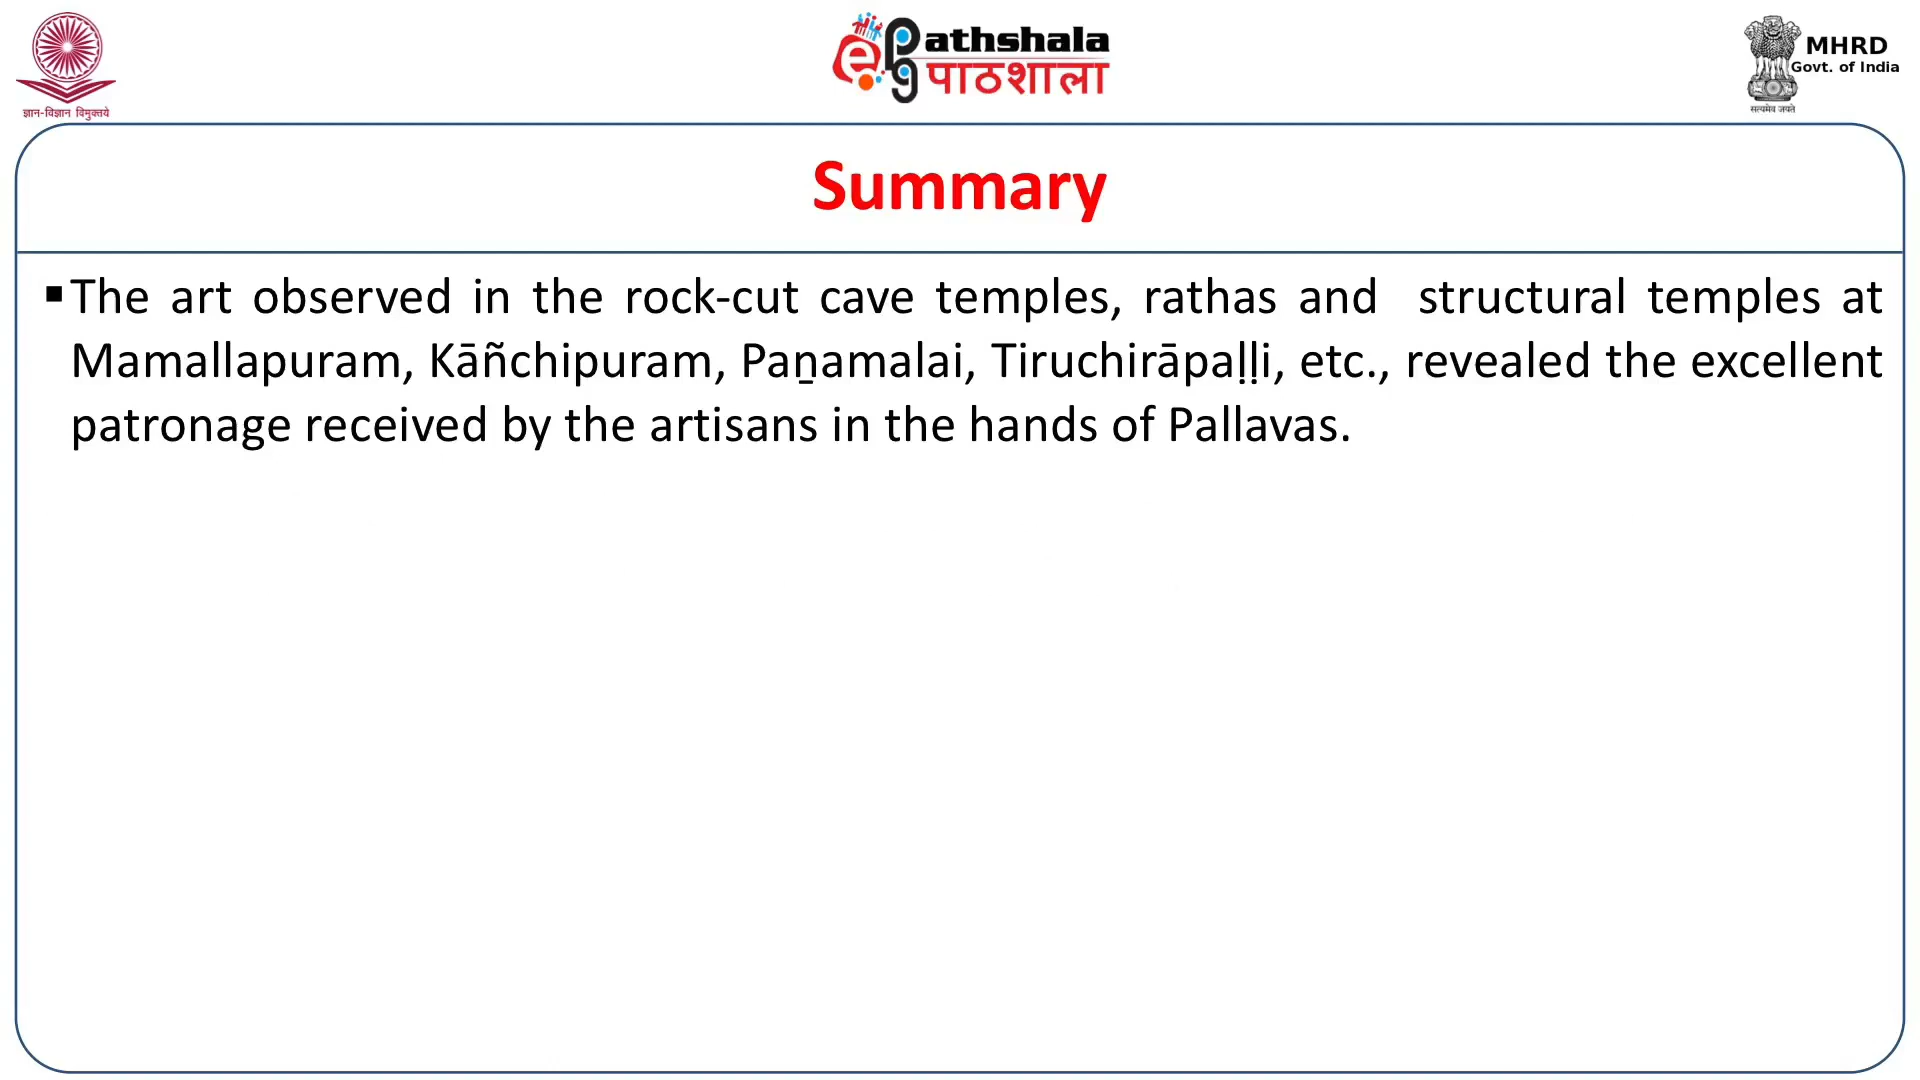 ज्ञान-विज्ञान विमुक्तये
e
pg
athshala
पाठशाला
MHRD
Govt. of India
सत्यमेव जयते
Summary
▪The art observed in the rock-cut cave temples, rathas and structural temples at
Mamallapuram, Kāñchipuram, Paṉamalai, Tiruchirāpaḷḷi, etc., revealed the excellent
patronage received by the artisans in the hands of Pallavas.